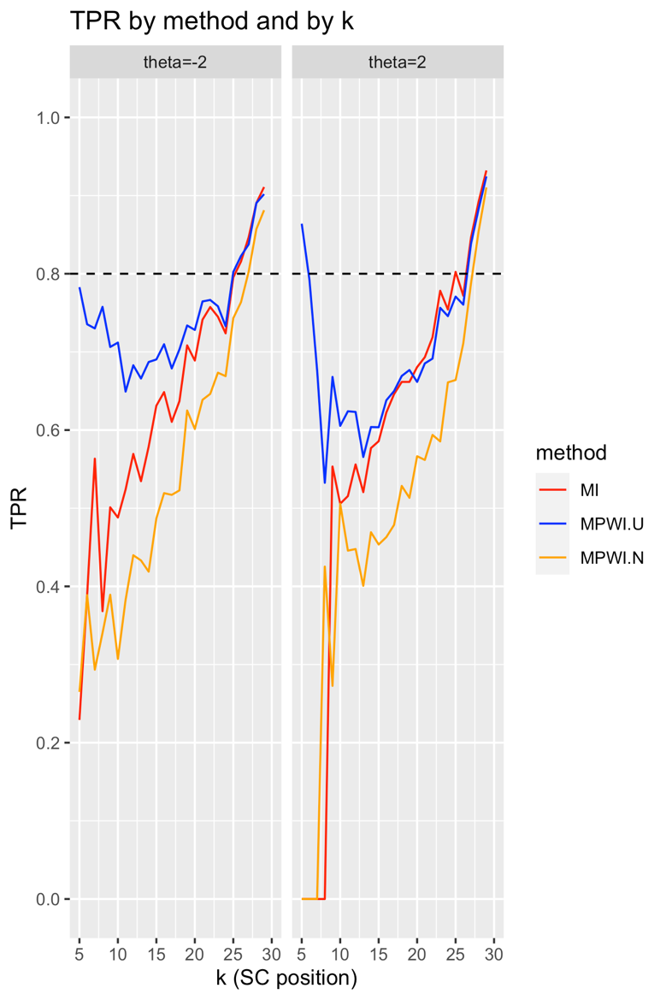 TPR by method and by k
theta=-2 theta=2
1.0
0.8
0.6
0.4
0.2
0.0
TPR
5 10 15 20 25 30 5 10 15 20 25 30
k (SC position)
method
MI
MPWI.U
MPWI.N